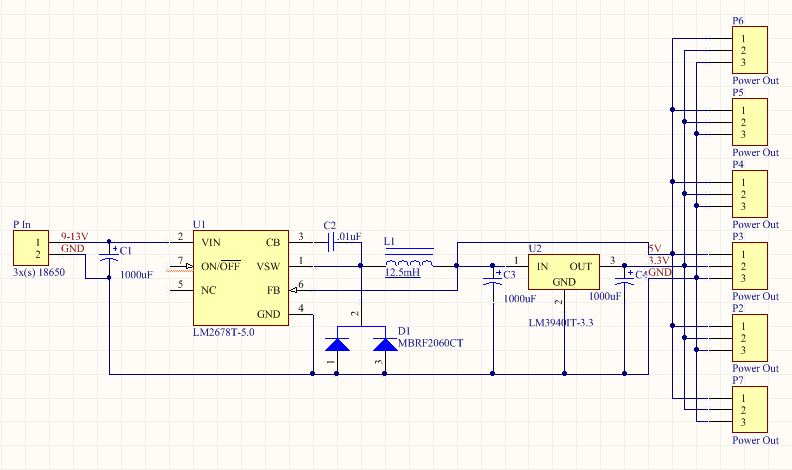 P6
1
2
3
Power Out
P5
1
2
3
Power Out
P4
1
2
3
Power Out
P In
1
2
3x(s) 18650
9-13V
GND
C1
1000uF
U1
2
VIN
7
ON/OFF
5
NC
CB
3
VSW
1
FB
6
GND
4
LM2678T-5.0
C2
.01uF
L1
12.5mH
2
D1
MBRF2060CT
1
3
C3
1000uF
U2
1
IN
OUT
3
GND
2
LM3940IT-3.3
C4
1000uF
5V
3.3V
GND
P3
1
2
3
Power Out
P2
1
2
3
Power Out
P7
1
2
3
Power Out